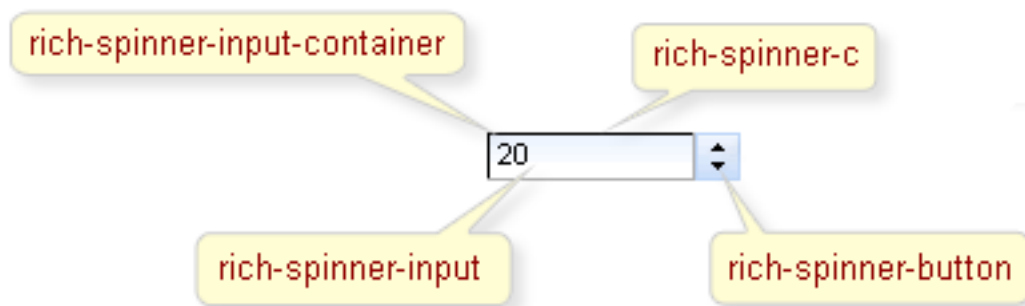 rich-spinner-input-container
rich-spinner-c
20
rich-spinner-input
rich-spinner-button